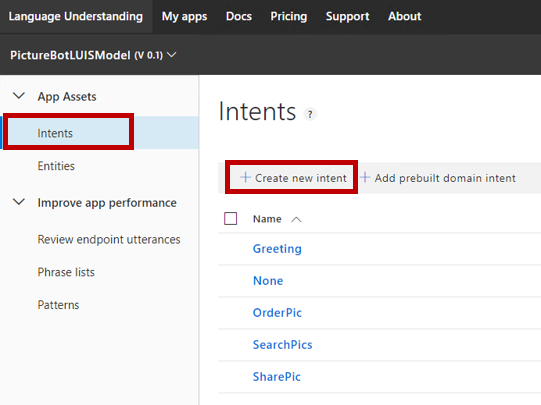 Language Understanding My apps Docs Pricing Support About
PictureBotLUISModel (V 0.1)
App Assets
Intents
Entities
Improve app performance
Review endpoint utterances
Phrase lists
Patterns
Intents ?
+ Create new intent + Add prebuilt domain intent
Name
Greeting
None
OrderPic
SearchPics
SharePic